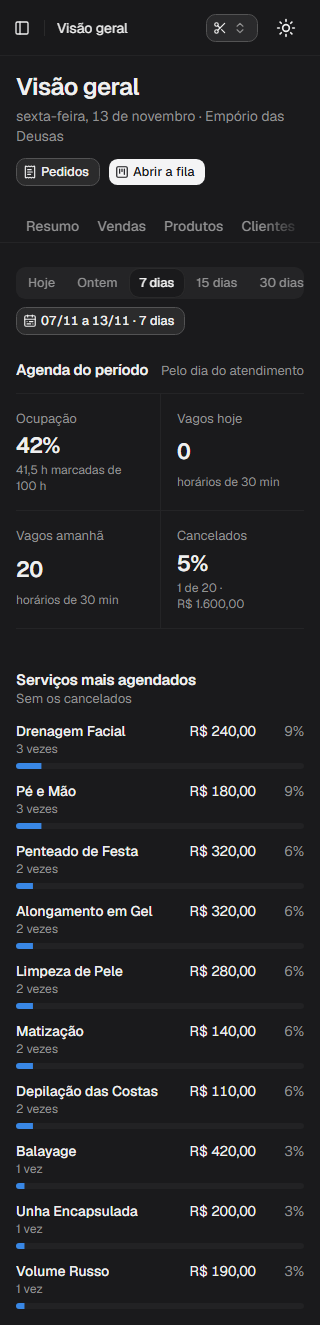 Visão geral
Visão geral
sexta-feira, 13 de novembro · Empório das
Deusas
Pedidos
Abrir a fila
Resumo Vendas Produtos Clientes
Hoje Ontem 7 dias 15 dias 30 dias
07/11 a 13/11 · 7 dias
Agenda do período Pelo dia do atendimento
Ocupação
42%
41,5 h marcadas de
100 h
Vagos hoje
0
horários de 30 min
Vagos amanhã
20
horários de 30 min
Cancelados
5%
1 de 20 ·
R$ 1.600,00
Serviços mais agendados
Sem os cancelados
Drenagem Facial R$ 240,00 9%
3 vezes
Pé e Mão R$ 180,00 9%
3 vezes
Penteado de Festa R$ 320,00 6%
2 vezes
Alongamento em Gel R$ 320,00 6%
2 vezes
Limpeza de Pele R$ 280,00 6%
2 vezes
Matização R$ 140,00 6%
2 vezes
Depilação das Costas R$ 110,00 6%
2 vezes
Balayage R$ 420,00 3%
1 vez
Unha Encapsulada R$ 200,00 3%
1 vez
Volume Russo R$ 190,00 3%
1 vez